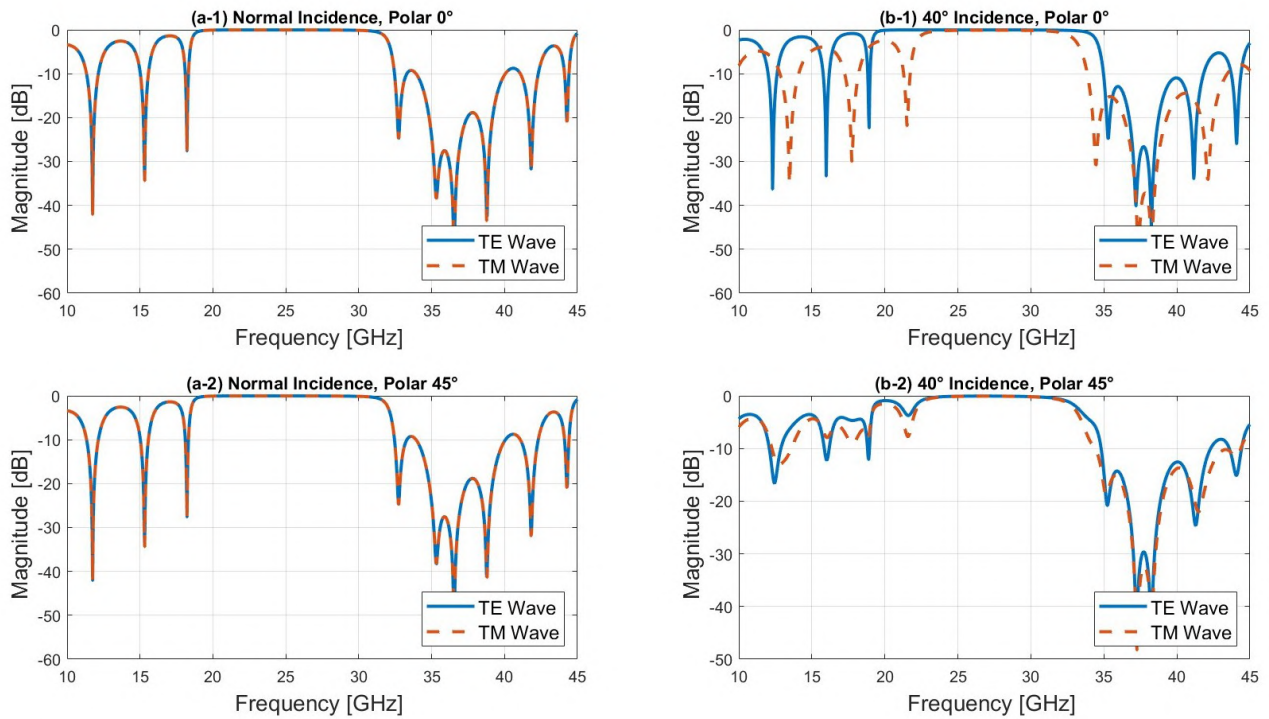 (a-1) Normal Incidence, Polar 0°
0
-10
-20
-30
-40
-50
-60
Magnitude [dB]
TE Wave
TM Wave
10 15 20 25 30 35 40 45
Frequency [GHz]
(b-1) 40° Incidence, Polar 0°
0
-10
-20
-30
-40
-50
-60
Magnitude [dB]
TE Wave
TM Wave
10 15 20 25 30 35 40 45
Frequency [GHz]
(a-2) Normal Incidence, Polar 45°
0
-10
-20
-30
-40
-50
-60
Magnitude [dB]
TE Wave
TM Wave
10 15 20 25 30 35 40 45
Frequency [GHz]
(b-2) 40° Incidence, Polar 45°
0
-10
-20
-30
-40
-50
Magnitude [dB]
TE Wave
TM Wave
10 15 20 25 30 35 40 45
Frequency [GHz]